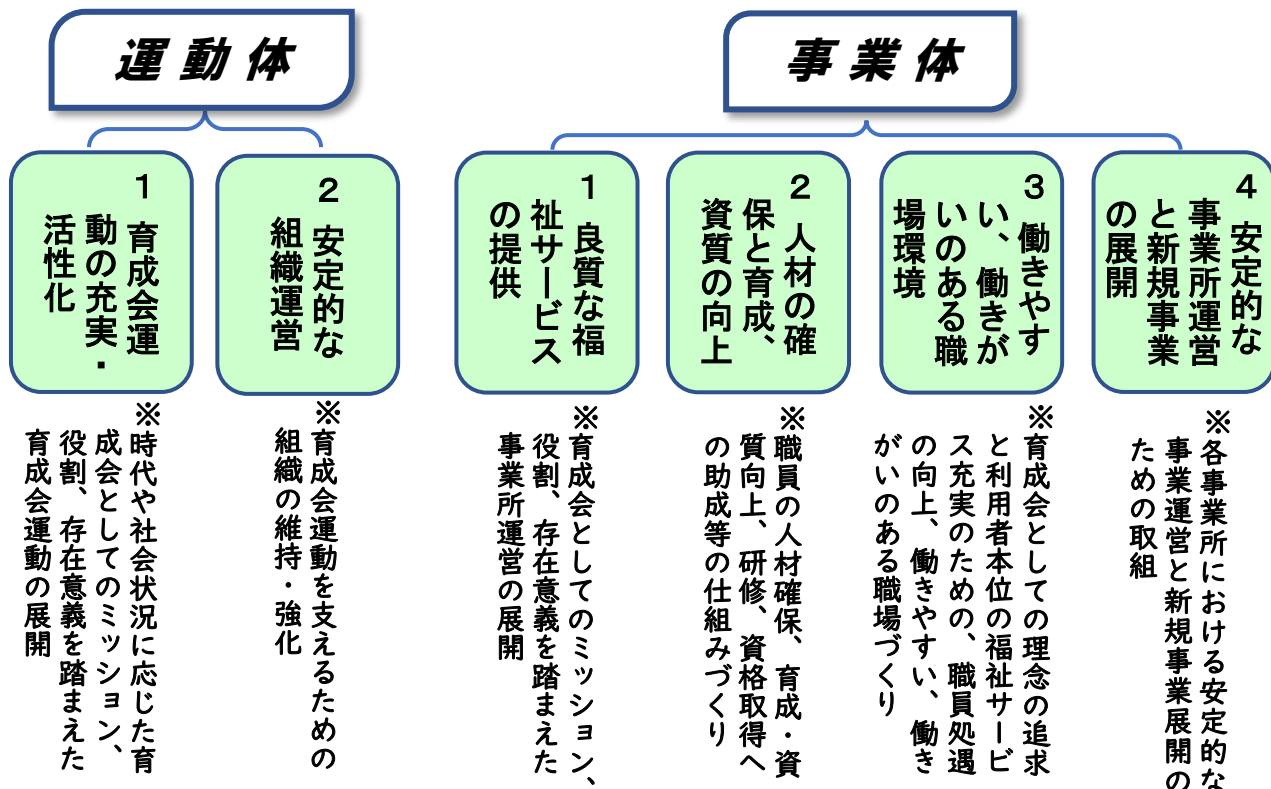 運動体
１ 育成会運
動の充実・
活性化
※時代や社会状況に応じた育
成会としてのミッション、
役割、存在意義を踏まえた
育成会運動の展開
２ 安定的な
組織運営
※育成会運動を支えるための
組織の維持・強化
事業体
１ 良質な福
祉サービス
の提供
※育成会としてのミッション、
役割、存在意義を踏まえた
事業所運営の展開
２ 人材の確
保と育成、
資質の向上
※職員の人材確保、育成・資
質向上、研修、資格取得へ
の助成等の仕組みづくり
３ 働きやす
い、働きが
いのある職
場環境
※育成会としての理念の追求
と利用者本位の福祉サービ
ス充実のための、職員処遇
の向上、働きやすい、働き
がいのある職場づくり
４ 安定的な
事業所運営
と新規事業
の展開
※各事業所における安定的な
事業運営と新規事業展開の
ための取組